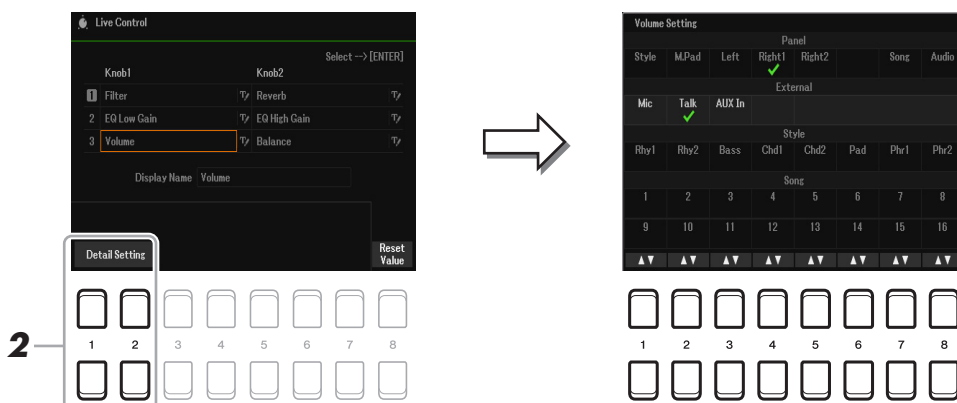 Live Control
Select --> [ENTER]
Knob1 Knob2
1 Filter Reverb
2 EQ Low Gain EQ High Gain
3 Volume Balance
Display Name Volume
Detail Setting
Reset Value
2
1 2 3 4 5 6 7 8
Volume Setting
Panel
Style M.Pad Left Right1 Right2 Song Audio
External
Mic Talk AUX In
Style
Rhy1 Rhy2 Bass Chd1 Chd2 Pad Phr1 Phr2
Song
1 2 3 4 5 6 7 8
9 10 11 12 13 14 15 16
▲▼ ▲▼ ▲▼ ▲▼ ▲▼ ▲▼ ▲▼ ▲▼
1 2 3 4 5 6 7 8